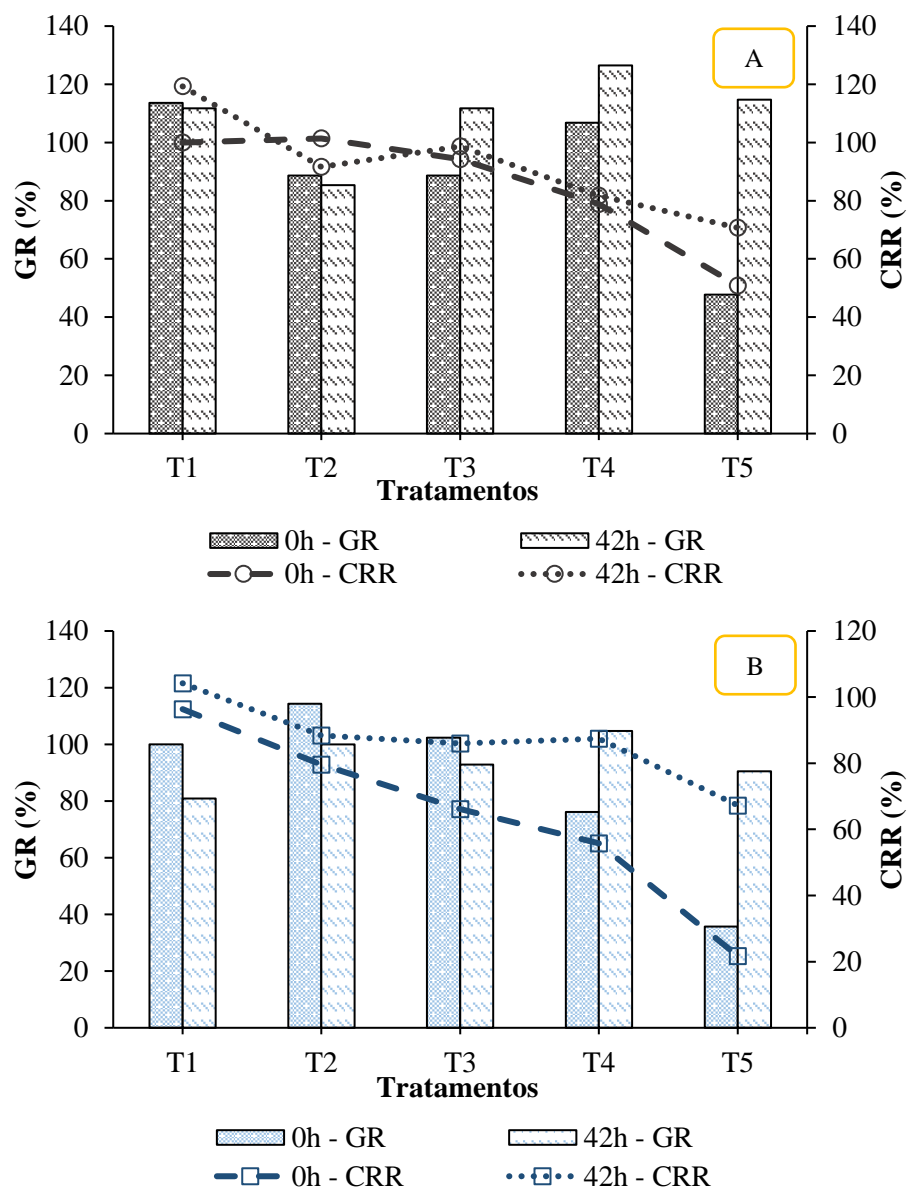 140 140
120 120
100 100
80 80
60 60
40 40
20 20
0 0
GR (%)
CRR (%)
A
T1 T2 T3 T4 T5
Tratamentos
0h - GR 42h - GR
0h - CRR 42h - CRR
140 120
120 100
100 80
80 60
60 40
40 20
20 0
0
GR (%)
CRR (%)
B
T1 T2 T3 T4 T5
Tratamentos
0h - GR 42h - GR
0h - CRR 42h - CRR